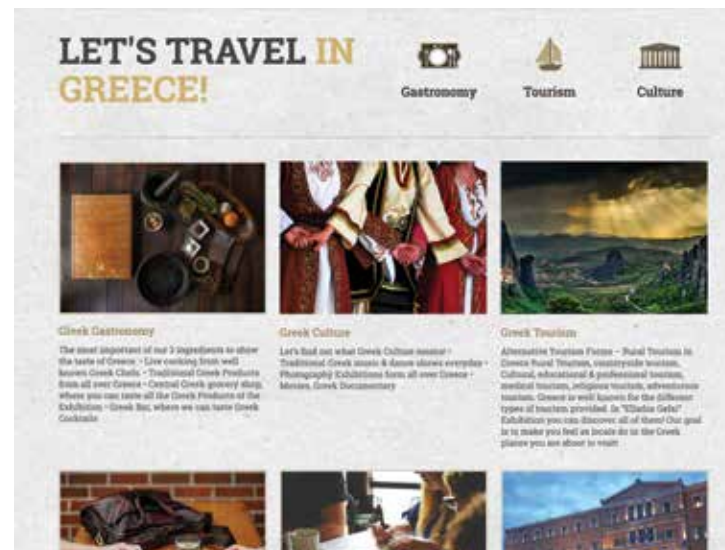 LET'S TRAVEL IN
GREECE!
Gastronomy
Tourism
Culture
Greek Gastronomy
The most important of our 3 ingredients to show
the taste of Greece • Live cooking from well
known Greek Chefs • Traditional Greek Products
from all over Greece • Central Greek grocery shop,
where you can taste all the Greek Products of the
Exhibition • Greek Bar, where we can taste Greek
Cocktails
Greek Culture
Let's find out what Greek Culture means! •
Traditional Greek music & dance shows everyday •
Photography Exhibitions form all over Greece •
Movies, Greek Documentary
Greek Tourism
Alternative Tourism Forms – Rural Tourism in
Greece Rural Tourism, countryside tourism,
Cultural, educational & professional tourism,
medical tourism, religious tourism, adventurous
tourism. Greece is well known for the different
types of tourism provided. In "Ellados Gefsi"
Exhibition you can discover all of them! Our goal
is to make you feel as locals do in the Greek
places you are about to visit!